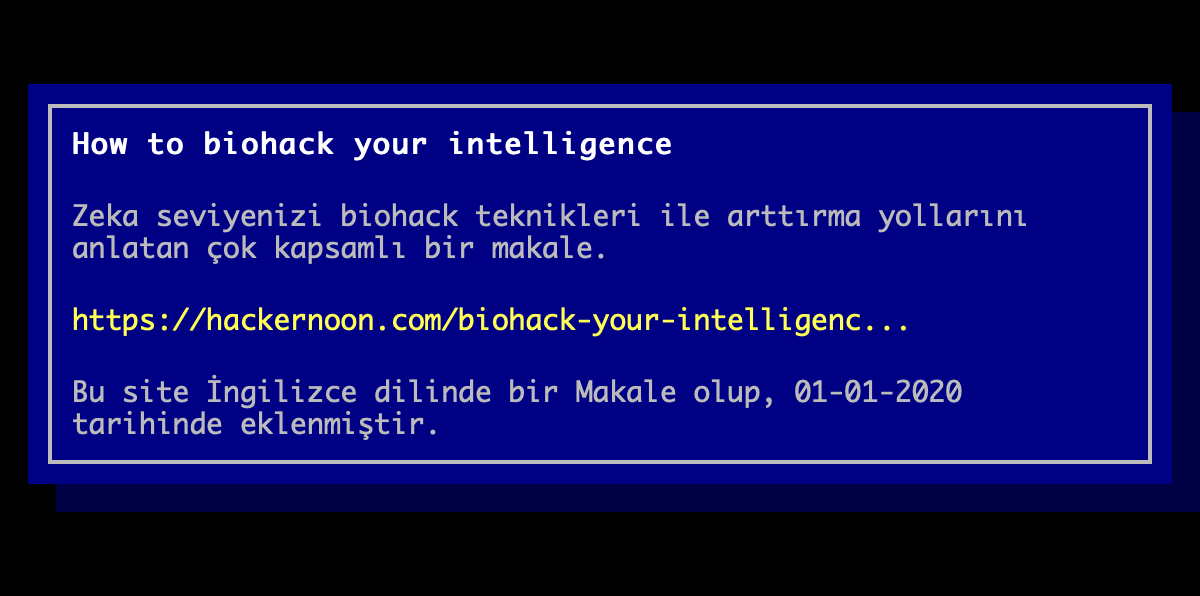 How to biohack your intelligence
Zeka seviyenizi biohack teknikleri ile arttırma yollarını
anlatan çok kapsamlı bir makale.
https://hackernoon.com/biohack-your-intelligenc...
Bu site İngilizce dilinde bir Makale olup, 01-01-2020
tarihinde eklenmiştir.